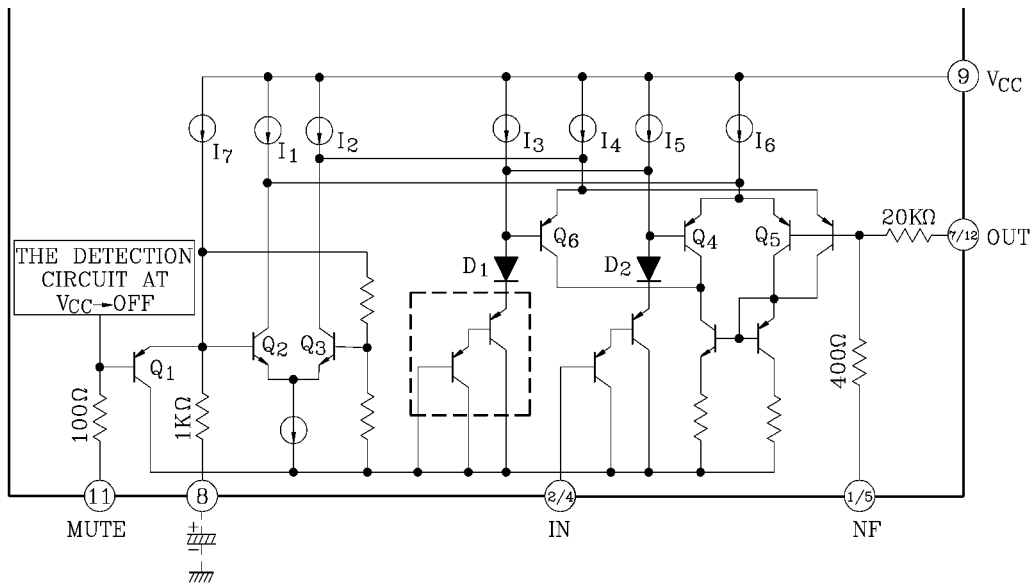 9 VCC
I7 I1 I2 I3 I4 I5 I6
THE DETECTION
CIRCUIT AT
VCC→OFF
Q6 Q4 Q5
20KΩ
7/12 OUT
D1 D2
Q1 Q2 Q3
100Ω
1KΩ
400Ω
11 8 2/4 1/5
MUTE IN NF
+
-